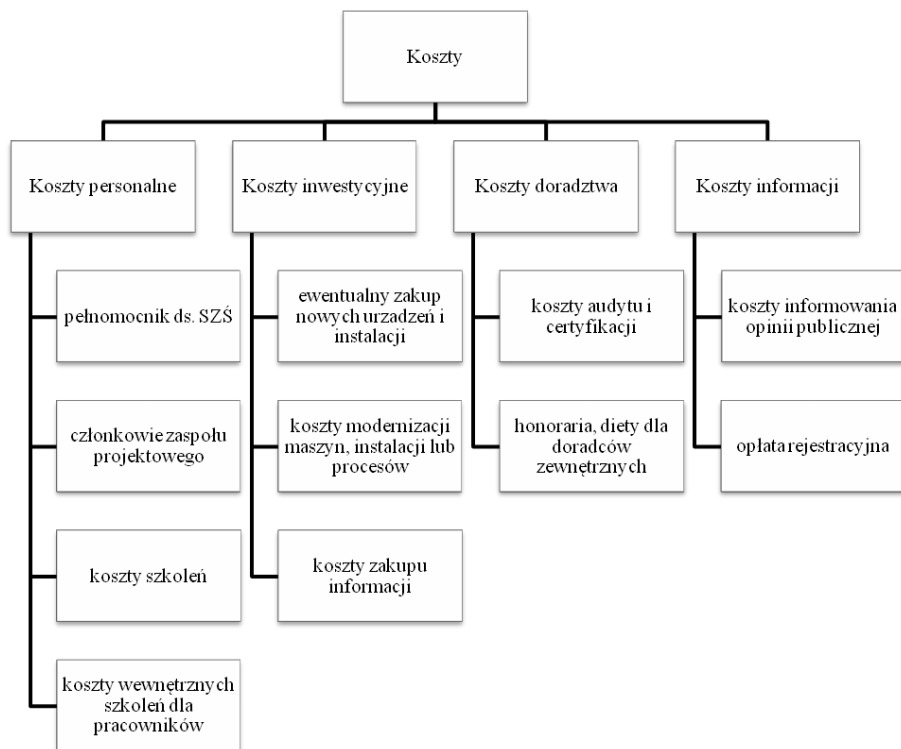 Koszty
Koszty personalne
Koszty inwestycyjne
Koszty doradztwa
Koszty informacji
pełnomocnik ds. SZŚ
członkowie zaspołu
projektowego
koszty szkoleń
koszty wewnętrznych
szkoleń dla
pracowników
ewentualny zakup
nowych urzadzeń i
instalacji
koszty modernizacji
maszyn, instalacji lub
procesów
koszty zakupu
informacji
koszty audytu i
certyfikacji
honoraria, diety dla
doradców
zewnętrznych
koszty informowania
opinii publicznej
opłata rejestracyjna